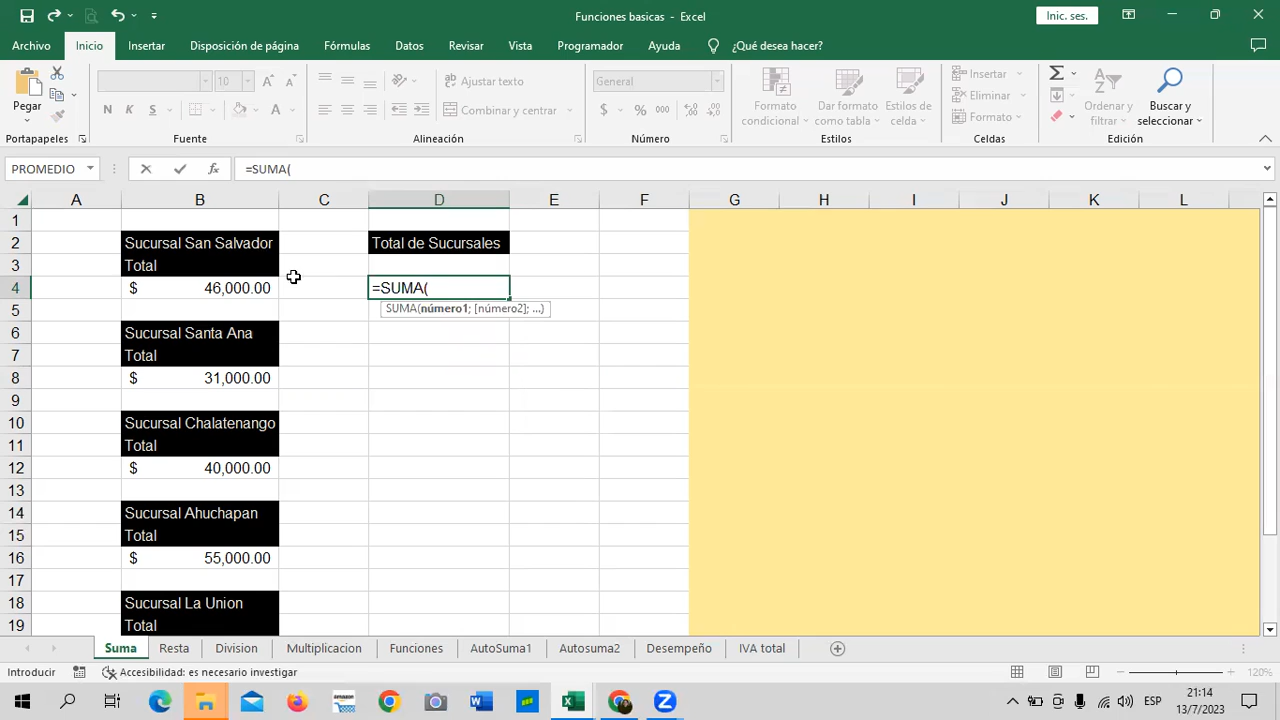 Funciones basicas - Excel
Inic. ses.
Archivo Inicio Insertar Disposición de página Fórmulas Datos Revisar Vista Programador Ayuda ¿Qué desea hacer?
Pegar
Portapapeles
10
N K S
Fuente
Ajustar texto
Combinar y centrar
Alineación
General
$ % 000
Número
Formato condicional
Dar formato como tabla
Estilos de celda
Estilos
Insertar
Eliminar
Formato
Celdas
Ordenar y filtrar
Buscar y seleccionar
Edición
PROMEDIO fx =SUMA(
A B C D E F G H I J K L
1
2 Sucursal San Salvador Total de Sucursales
3 Total
4 $ 46,000.00 =SUMA(
SUMA(número1; [número2]; ...)
5
6 Sucursal Santa Ana
7 Total
8 $ 31,000.00
9
10 Sucursal Chalatenango
11 Total
12 $ 40,000.00
13
14 Sucursal Ahuchapan
15 Total
16 $ 55,000.00
17
18 Sucursal La Union
19 Total
Suma Resta Division Multiplicacion Funciones AutoSuma1 Autosuma2 Desempeño IVA total
Introducir Accesibilidad: es necesario investigar 120%
ESP
21:14
13/7/2023